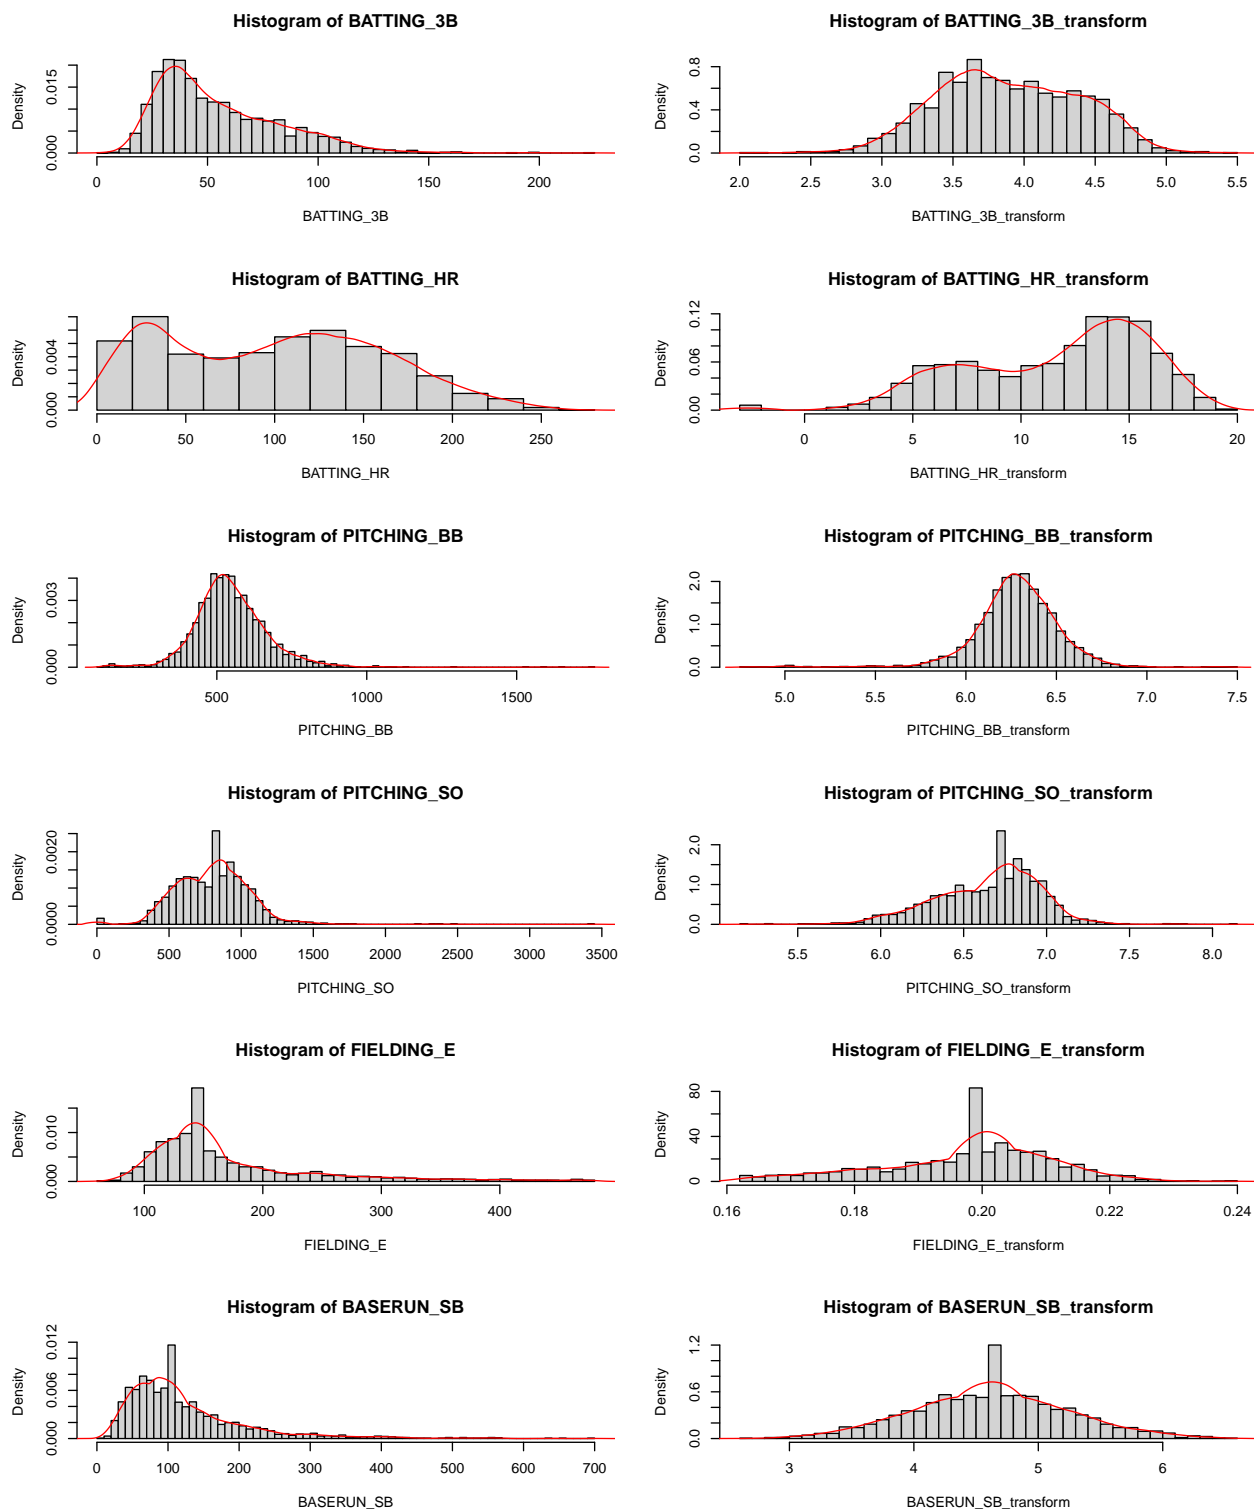 Histogram of BATTING_3B
Density
0.000 0.015
0 50 100 150 200
BATTING_3B
Histogram of BATTING_3B_transform
Density
0.0 0.4 0.8
2.0 2.5 3.0 3.5 4.0 4.5 5.0 5.5
BATTING_3B_transform
Histogram of BATTING_HR
Density
0.000 0.004
0 50 100 150 200 250
BATTING_HR
Histogram of BATTING_HR_transform
Density
0.00 0.06 0.12
0 5 10 15 20
BATTING_HR_transform
Histogram of PITCHING_BB
Density
0.000 0.003
500 1000 1500
PITCHING_BB
Histogram of PITCHING_BB_transform
Density
0.0 1.0 2.0
5.0 5.5 6.0 6.5 7.0 7.5
PITCHING_BB_transform
Histogram of PITCHING_SO
Density
0.0000 0.0020
0 500 1000 1500 2000 2500 3000 3500
PITCHING_SO
Histogram of PITCHING_SO_transform
Density
0.0 1.0 2.0
5.5 6.0 6.5 7.0 7.5 8.0
PITCHING_SO_transform
Histogram of FIELDING_E
Density
0.000 0.010
100 200 300 400
FIELDING_E
Histogram of FIELDING_E_transform
Density
0 40 80
0.16 0.18 0.20 0.22 0.24
FIELDING_E_transform
Histogram of BASERUN_SB
Density
0.000 0.006 0.012
0 100 200 300 400 500 600 700
BASERUN_SB
Histogram of BASERUN_SB_transform
Density
0.0 0.6 1.2
3 4 5 6
BASERUN_SB_transform